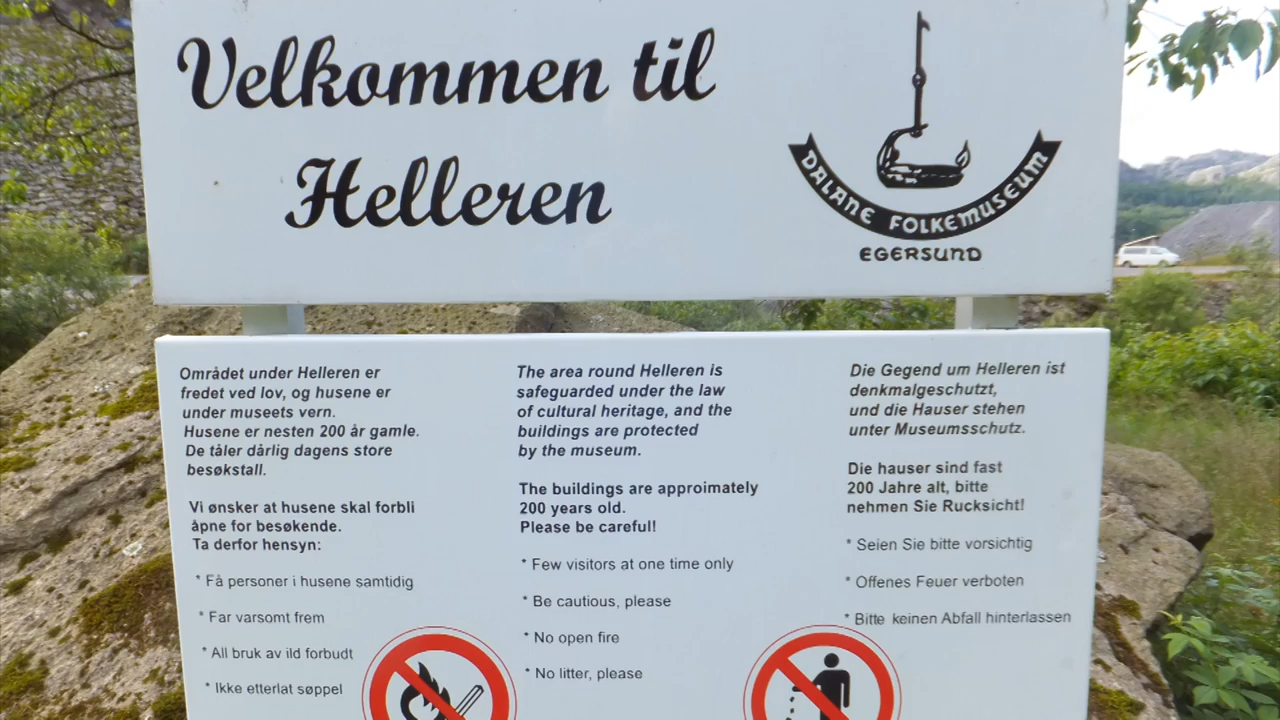 Velkommen til
Helleren
DALANE FOLKEMUSEUM
EGERSUND
Området under Helleren er
fredet ved lov, og husene er
under museets vern.
Husene er nesten 200 år gamle.
De tåler dårlig dagens store
besøkstall.
Vi ønsker at husene skal forbli
åpne for besøkende.
Ta derfor hensyn:
* Få personer i husene samtidig
* Far varsomt frem
* All bruk av ild forbudt
* Ikke etterlat søppel
The area round Helleren is
safeguarded under the law
of cultural heritage, and the
buildings are protected
by the museum.
The buildings are approimately
200 years old.
Please be careful!
* Few visitors at one time only
* Be cautious, please
* No open fire
* No litter, please
Die Gegend um Helleren ist
denkmalgeschutzt,
und die Hauser stehen
unter Museumsschutz.
Die hauser sind fast
200 Jahre alt, bitte
nehmen Sie Rucksicht!
* Seien Sie bitte vorsichtig
* Offenes Feuer verboten
* Bitte keinen Abfall hinterlassen